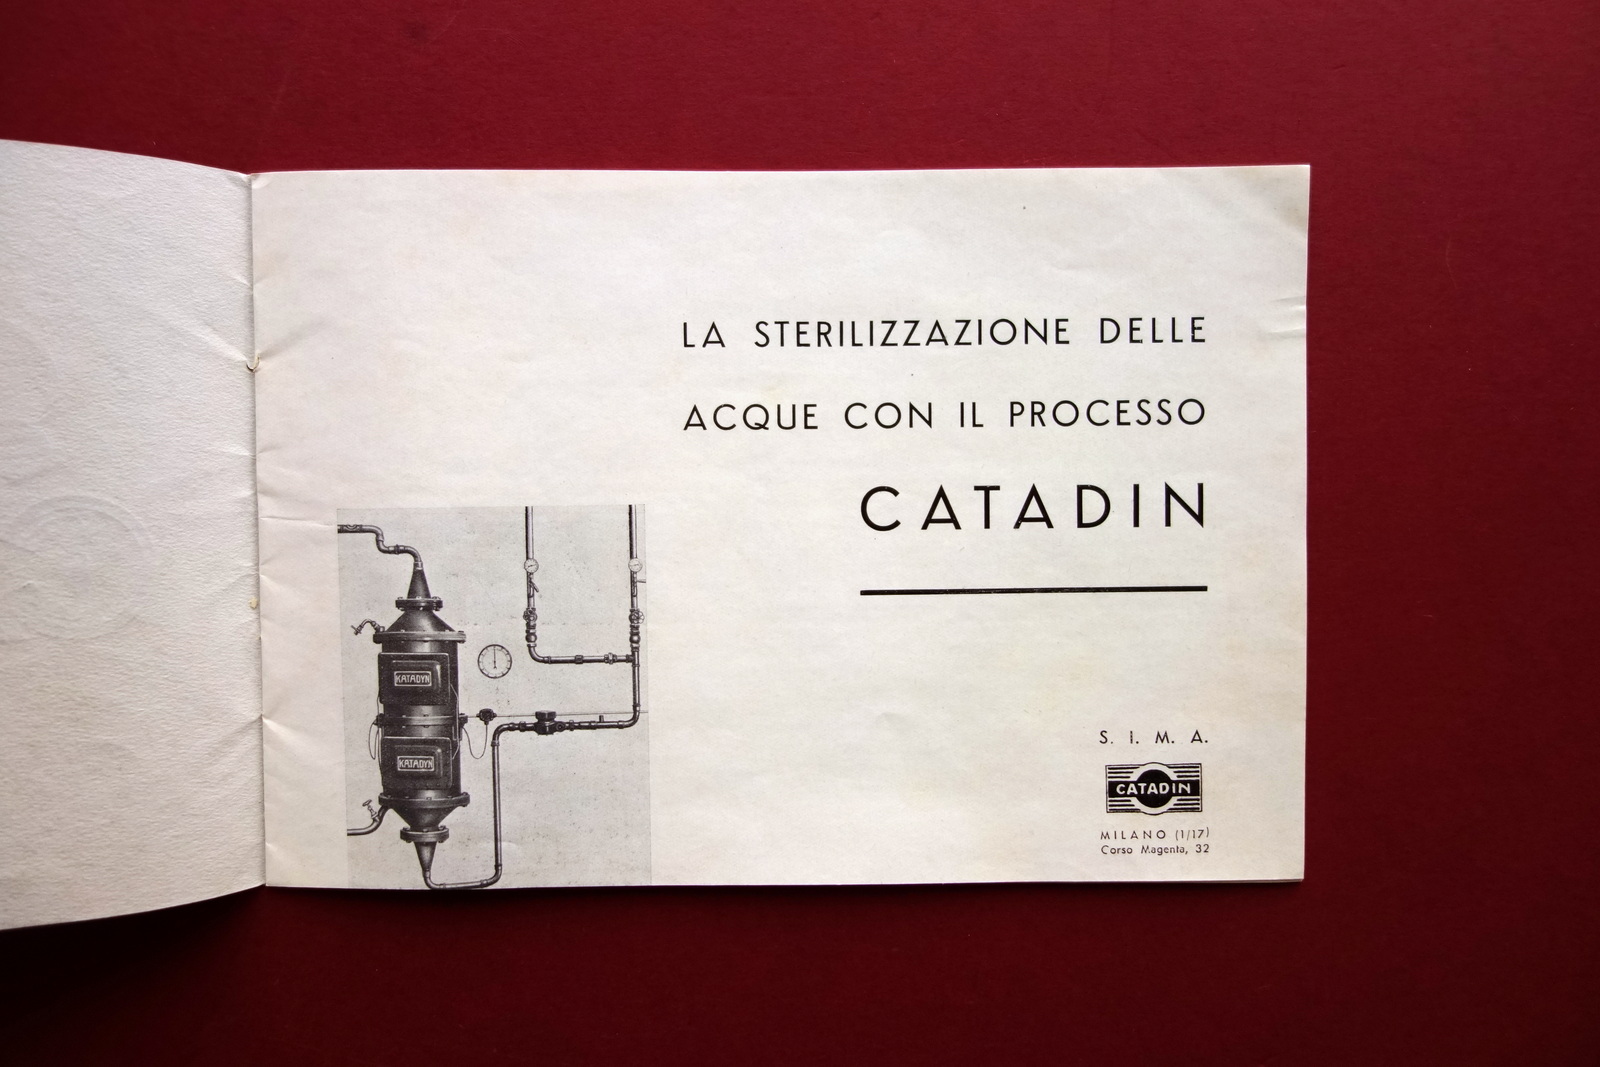 LA STERILIZZAZIONE DELLE
ACQUE CON IL PROCESSO
CATADIN
KATADYN
KATADYN
S. I. M. A.
CATADIN
MILANO (1/17)
Corso Magenta, 32